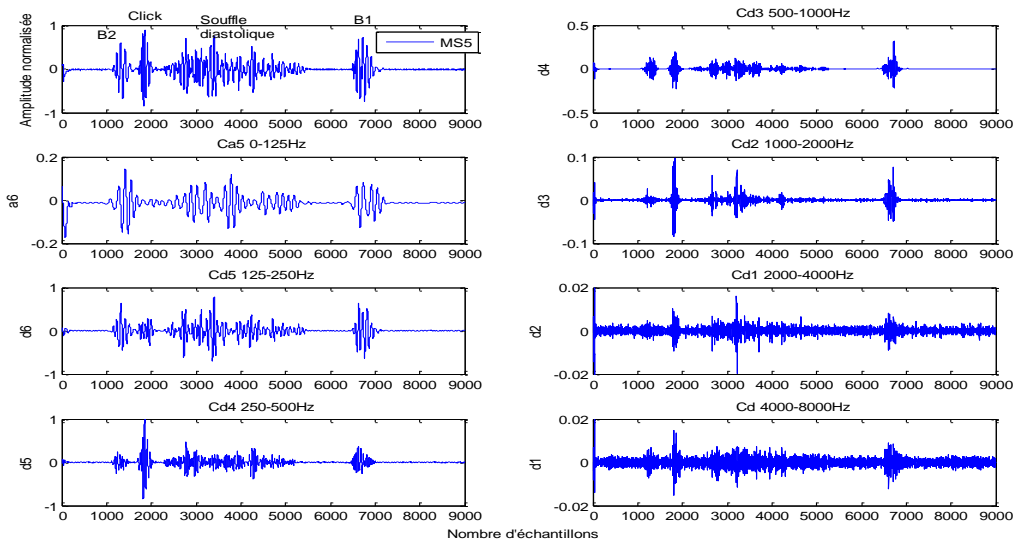 Click
Souffle
diastolique
B1
B2
MS5
Amplitude normalisée
1
0
-1
0 1000 2000 3000 4000 5000 6000 7000 8000 9000
Ca5 0-125Hz
a6
0.2
0
-0.2
0 1000 2000 3000 4000 5000 6000 7000 8000 9000
Cd5 125-250Hz
d6
1
0
-1
0 1000 2000 3000 4000 5000 6000 7000 8000 9000
Cd4 250-500Hz
d5
1
0
-1
0 1000 2000 3000 4000 5000 6000 7000 8000 9000
Cd3 500-1000Hz
d4
0.5
0
-0.5
0 1000 2000 3000 4000 5000 6000 7000 8000 9000
Cd2 1000-2000Hz
d3
0.1
0
-0.1
0 1000 2000 3000 4000 5000 6000 7000 8000 9000
Cd1 2000-4000Hz
d2
0.02
0
-0.02
0 1000 2000 3000 4000 5000 6000 7000 8000 9000
Cd 4000-8000Hz
d1
0.02
0
-0.02
0 1000 2000 3000 4000 5000 6000 7000 8000 9000
Nombre d'échantillons